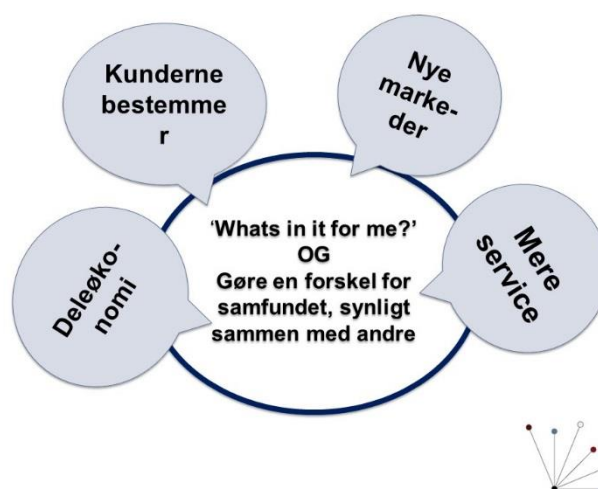 Kunderne
bestemme
r
Nye
marke-
der
Deleøko-
nomi
'Whats in it for me?'
OG
Gøre en forskel for
samfundet, synligt
sammen med andre
Mere
service